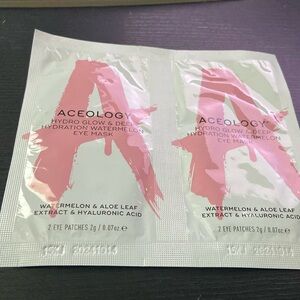 ACEOLOGY
HYDRO GLOW & DEEP
HYDRATION WATERMELON
EYE MASK
WATERMELON & ALOE LEAF
EXTRACT & HYALURONIC ACID
2 EYE PATCHES 2g / 0.07oz ℮
20241014
ACEOLOGY
HYDRO GLOW & DEEP
HYDRATION WATERMELON
EYE MASK
WATERMELON & ALOE LEAF
EXTRACT & HYALURONIC ACID
2 EYE PATCHES 2g / 0.07oz ℮